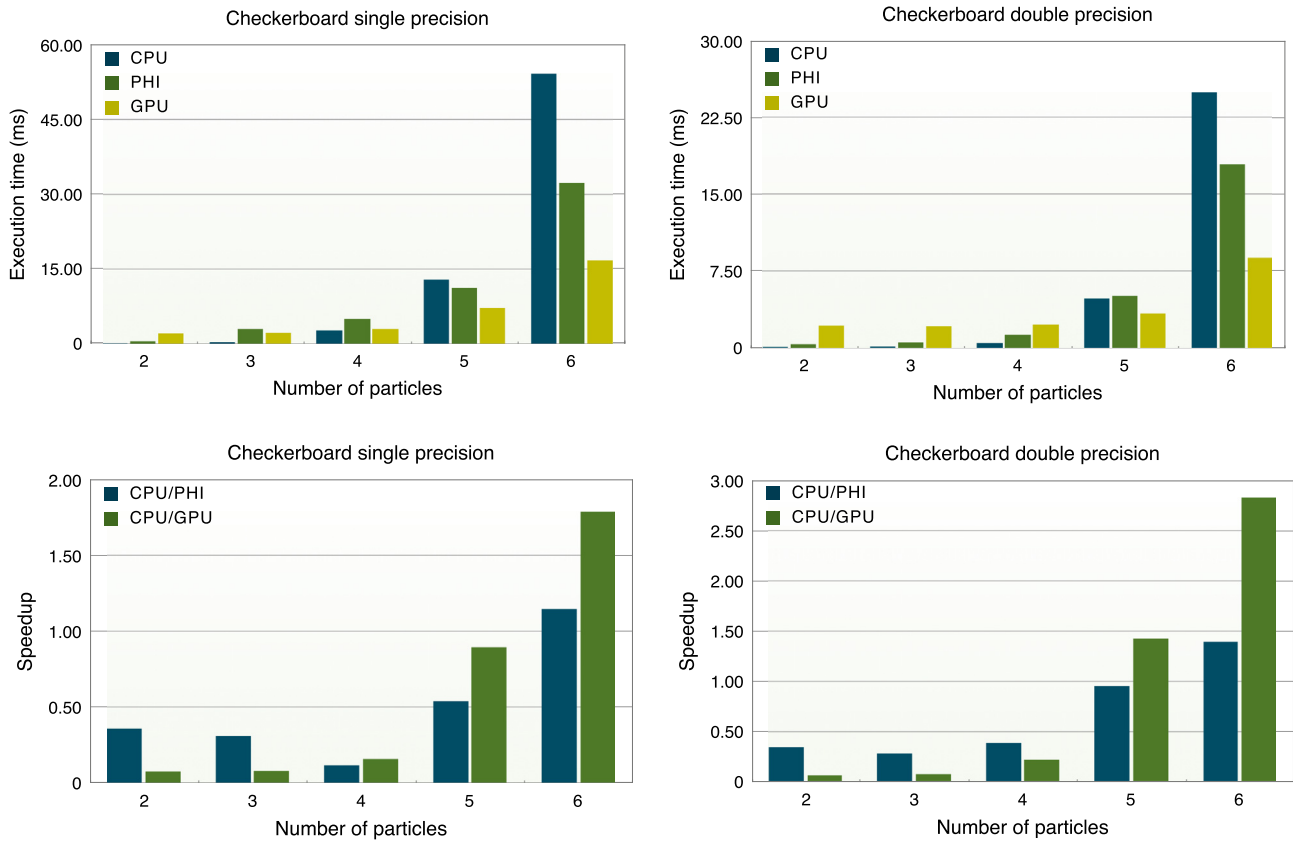 Checkerboard single precision
60.00
45.00
30.00
15.00
0
Execution time (ms)
CPU
PHI
GPU
2 3 4 5 6
Number of particles
Checkerboard double precision
30.00
22.50
15.00
7.50
0
Execution time (ms)
CPU
PHI
GPU
2 3 4 5 6
Number of particles
Checkerboard single precision
2.00
1.50
1.00
0.50
0
Speedup
CPU/PHI
CPU/GPU
2 3 4 5 6
Number of particles
Checkerboard double precision
3.00
2.50
2.00
1.50
1.00
0.50
0
Speedup
CPU/PHI
CPU/GPU
2 3 4 5 6
Number of particles